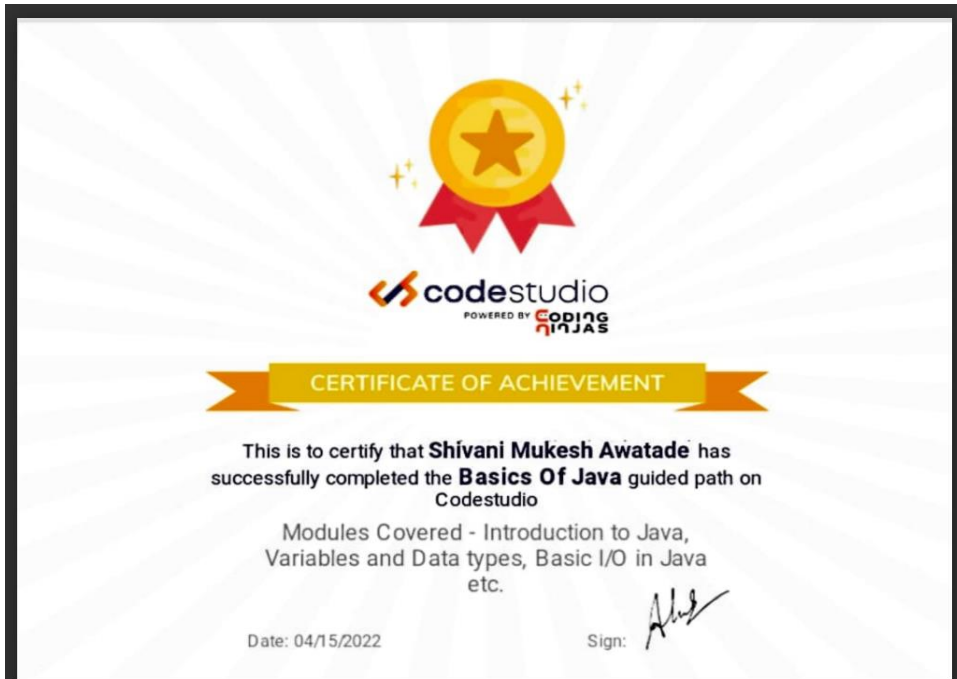 codestudio
POWERED BY CODING
NINJAS
CERTIFICATE OF ACHIEVEMENT
This is to certify that Shivani Mukesh Awatade has
successfully completed the Basics Of Java guided path on
Codestudio
Modules Covered - Introduction to Java,
Variables and Data types, Basic I/O in Java
etc.
Date: 04/15/2022
Sign: